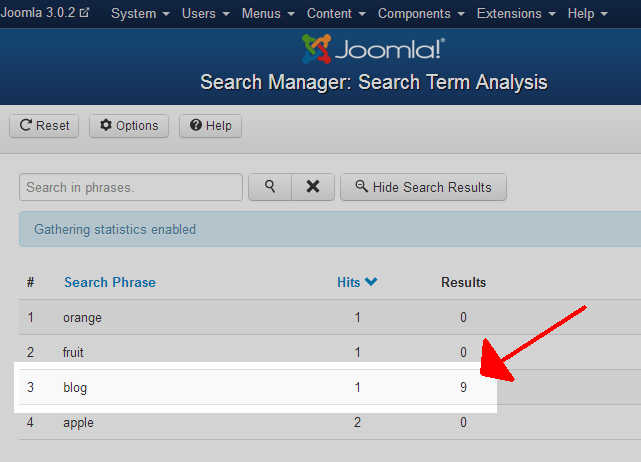 Joomla 3.0.2 System Users Menus Content Components Extensions Help
Joomla!®
Search Manager: Search Term Analysis
Reset Options Help
Search in phrases. Hide Search Results
Gathering statistics enabled
# Search Phrase Hits Results
1 orange 1 0
2 fruit 1 0
3 blog 1 9
4 apple 2 0